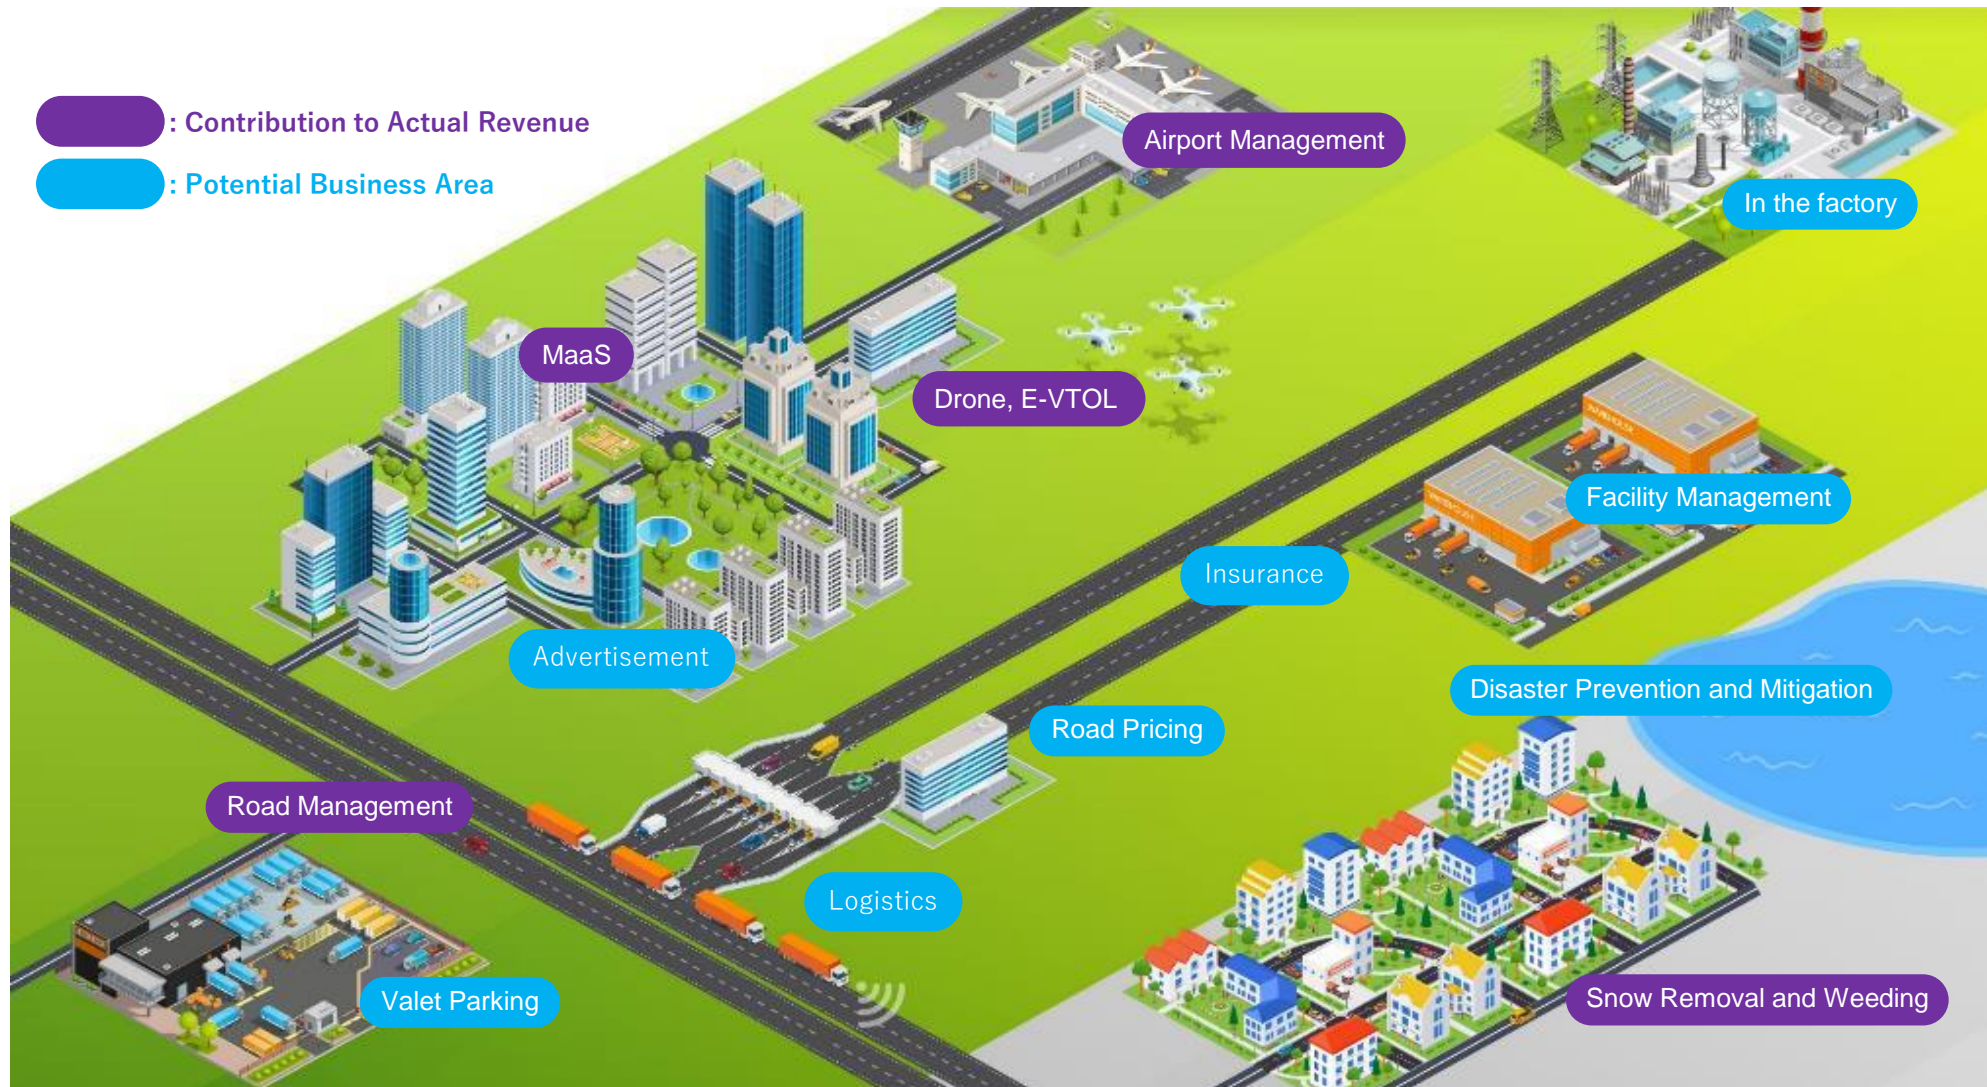 : Contribution to Actual Revenue
: Potential Business Area
Airport Management
In the factory
MaaS
Drone, E-VTOL
Facility Management
Insurance
Advertisement
Disaster Prevention and Mitigation
Road Pricing
Road Management
Logistics
Valet Parking
Snow Removal and Weeding